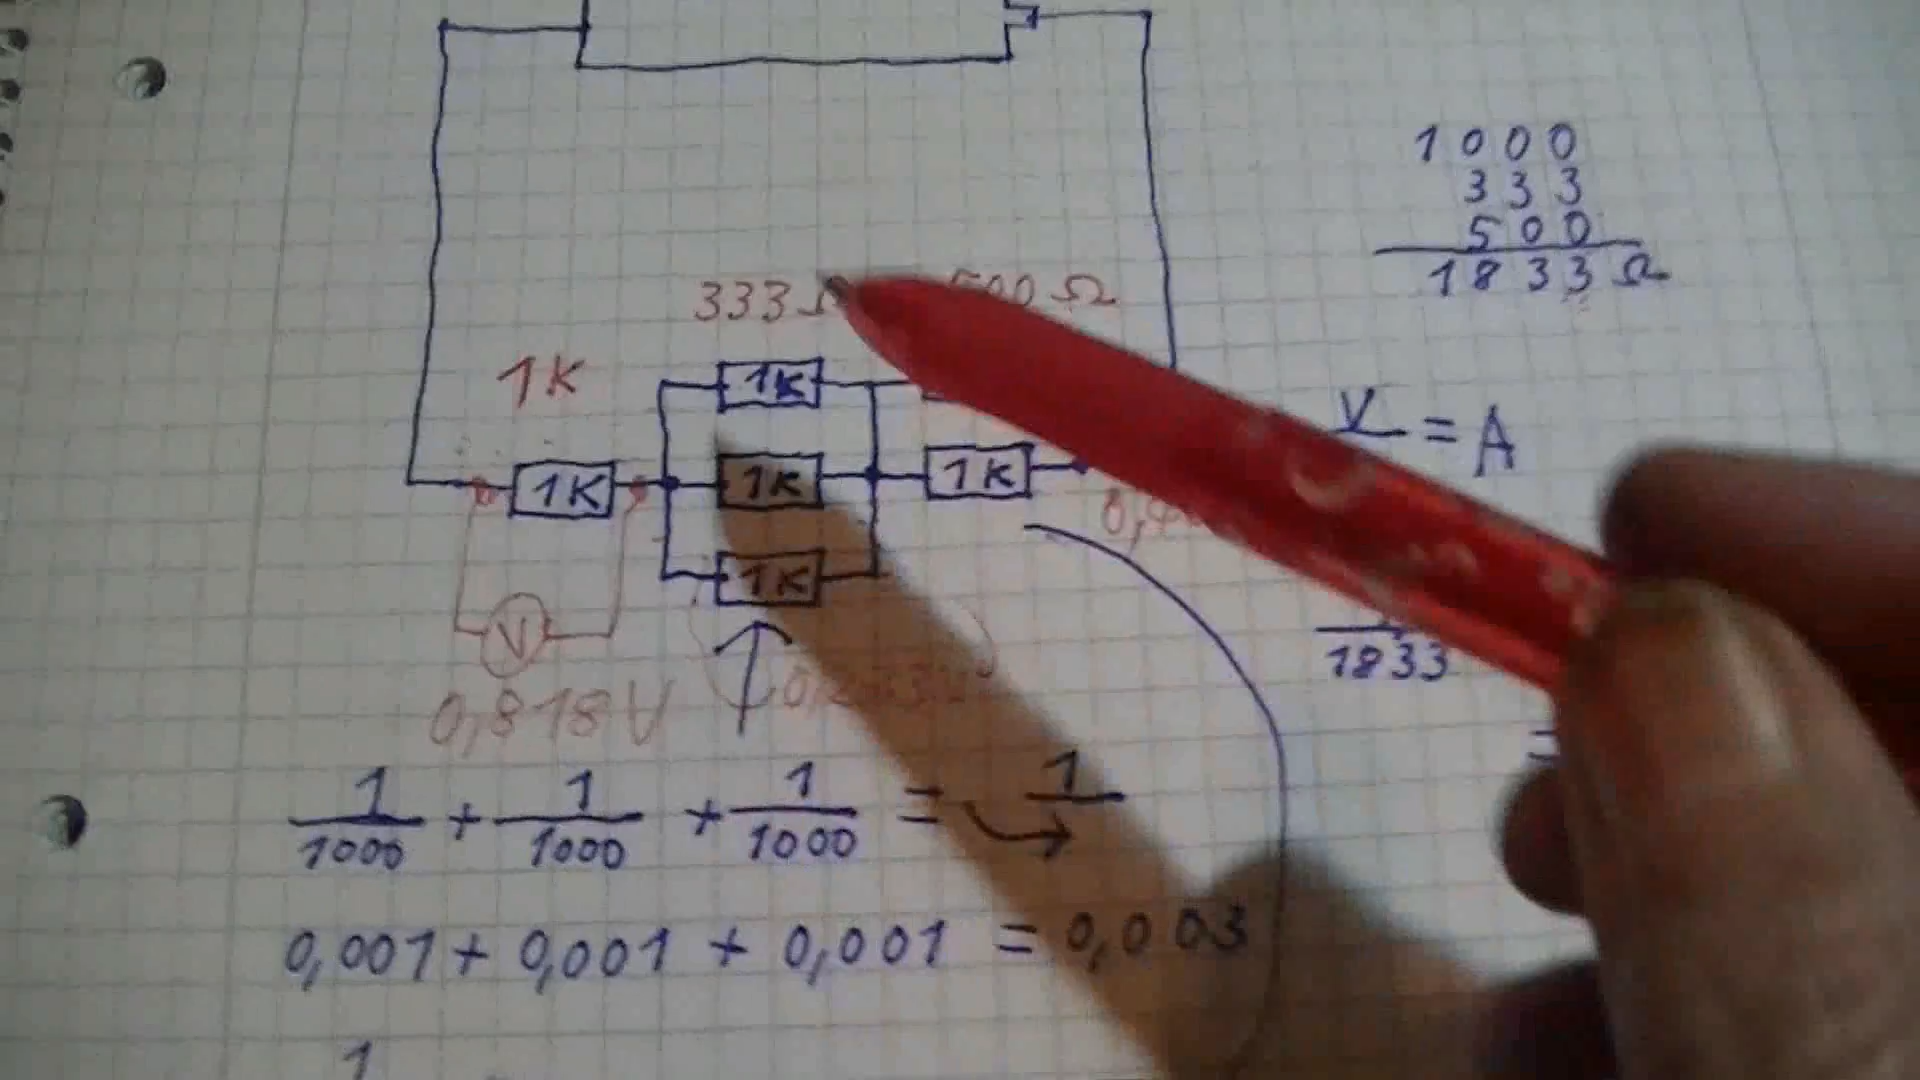 1000
333
500
1833 Ω
333 Ω
500 Ω
1K
1K
V
= A
1K
1K
1K
1K
V
1833
0,818 V
=
1/1000 + 1/1000 + 1/1000 = 1
0,001 + 0,001 + 0,001 = 0,003
1